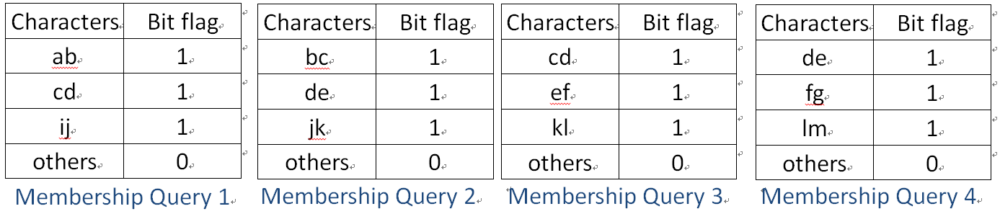 Characters Bit flag Characters Bit flag Characters Bit flag Characters Bit flag
ab 1 bc 1 cd 1 de 1
cd 1 de 1 ef 1 fg 1
ij 1 jk 1 kl 1 lm 1
others 0 others 0 others 0 others 0
Membership Query 1 Membership Query 2 Membership Query 3 Membership Query 4